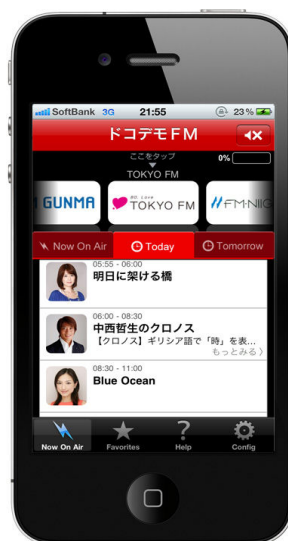 SoftBank 3G 21:55 23%
ドコデモFM
ここをタップ 0%
TOKYO FM
GUNMA TOKYO FM FM-NIIG
Now On Air Today Tomorrow
05:55 - 06:00
明日に架ける橋
06:00 - 08:30
中西哲生のクロノス
【クロノス】ギリシア語で「時」を表...
もっとみる
08:30 - 11:00
Blue Ocean
Now On Air Favorites Help Config